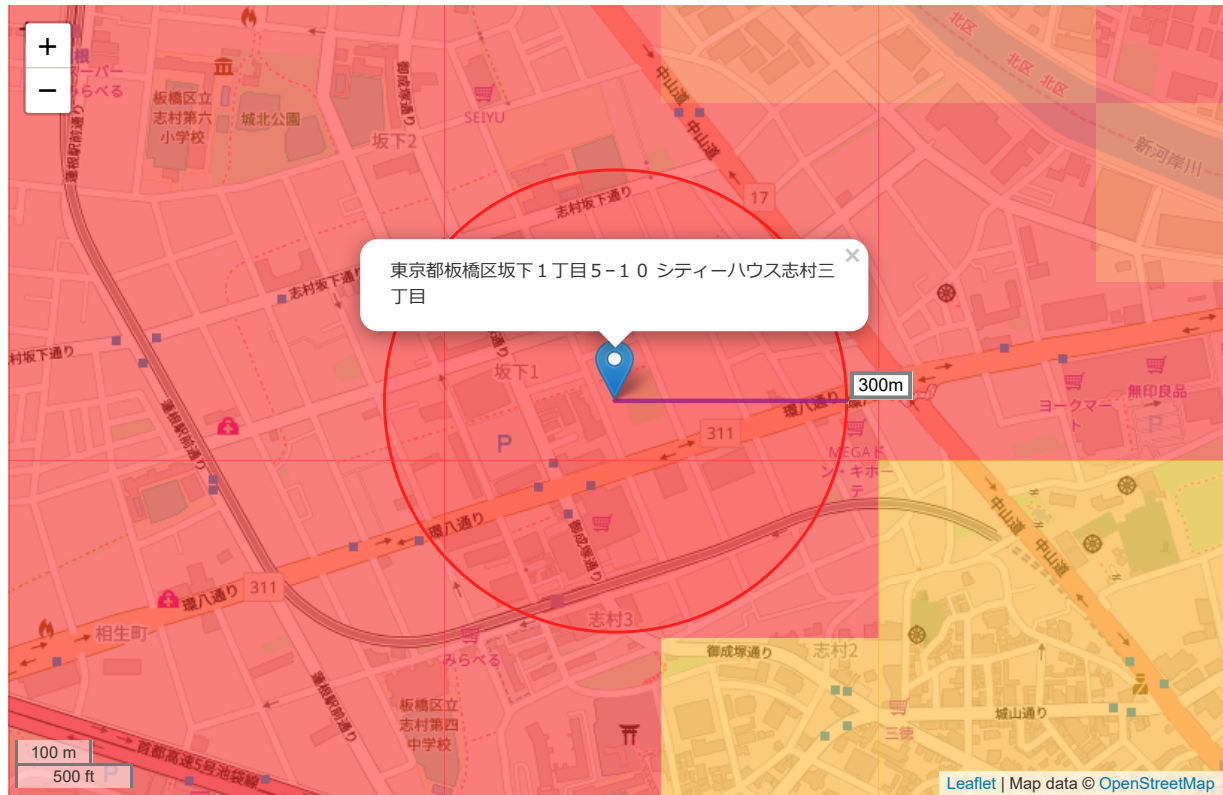 +
−
スーパー
みらべる
板橋区立
志村第六
小学校
城北公園
御成塚通り
坂下2
SEIYU
中山道
中山道
17
北区
北区 北区
新河岸川
蓮根駅前通り
志村坂下通り
志村坂下通り
村坂下通り
東京都板橋区坂下１丁目５−１０ シティーハウス志村三
丁目
×
通り
坂下1
300m
環八通り
311
P
ヨークマー
ト
無印良品
P
MEGAド
ン・キホー
テ
蓮根駅前通り
環八通り
御成塚通り
中山道
中山道
311
環八通り
相生町
志村3
みらべる
御成塚通り
志村2
蓮根駅前通り
板橋区立
志村第四
中学校
城山通り
三徳
首都高速5号池袋線
P
100 m
500 ft
Leaflet | Map data © OpenStreetMap